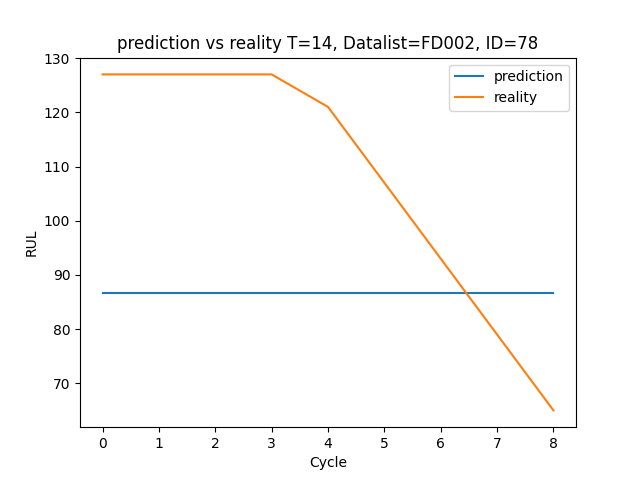 prediction vs reality T=14, Datalist=FD002, ID=78
prediction
reality
RUL
130
120
110
100
90
80
70
0 1 2 3 4 5 6 7 8
Cycle